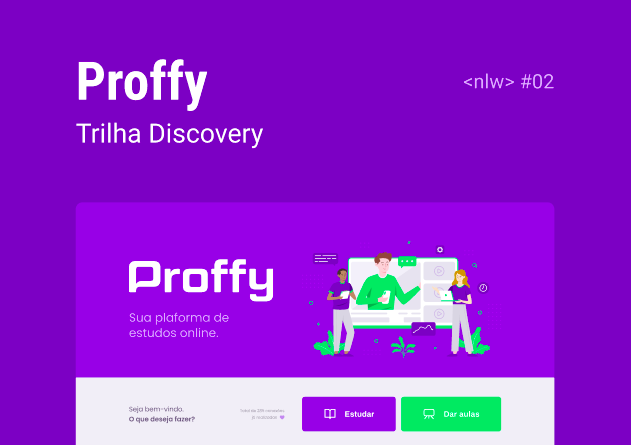 Proffy
<nlw> #02
Trilha Discovery
Proffy
Sua plaforma de
estudos online.
Seja bem-vindo.
O que deseja fazer?
Total de 285 conexões
já realizadas
Estudar
Dar aulas